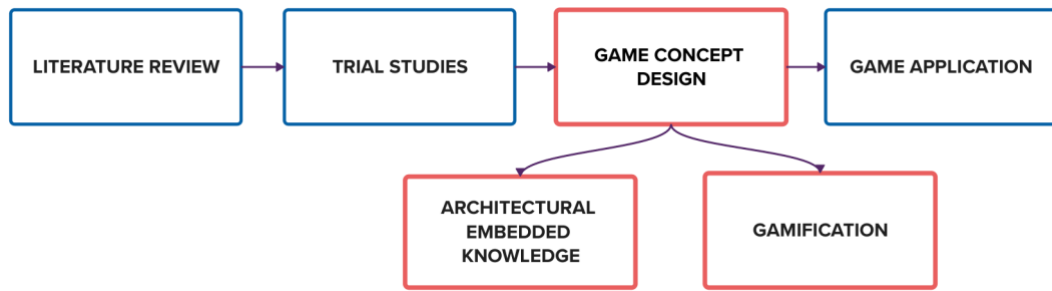 LITERATURE REVIEW
TRIAL STUDIES
GAME CONCEPT
DESIGN
GAME APPLICATION
ARCHITECTURAL
EMBEDDED
KNOWLEDGE
GAMIFICATION